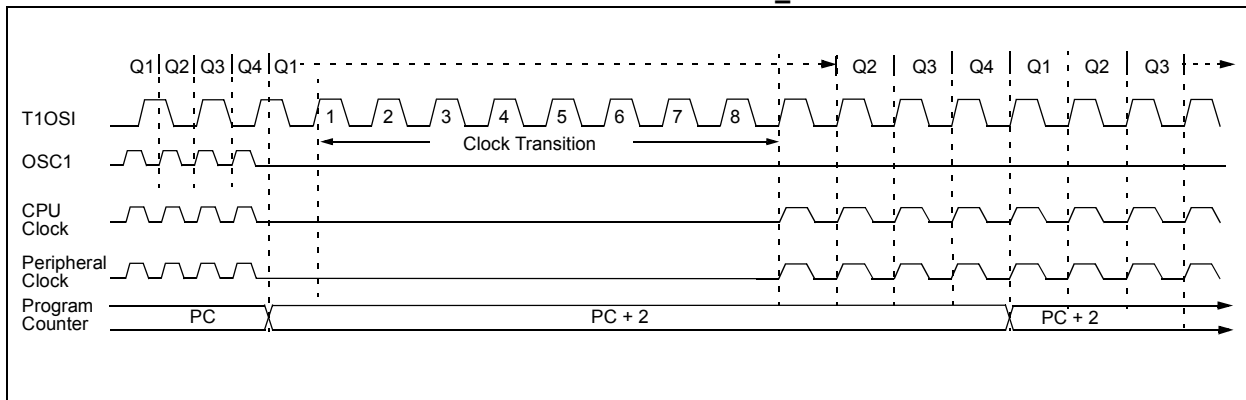 Q1 Q2 Q3 Q4 Q1 Q2 Q3 Q4 Q1 Q2 Q3
T1OSI
1 2 3 4 5 6 7 8
Clock Transition
OSC1
CPU
Clock
Peripheral
Clock
Program
Counter
PC PC + 2 PC + 2